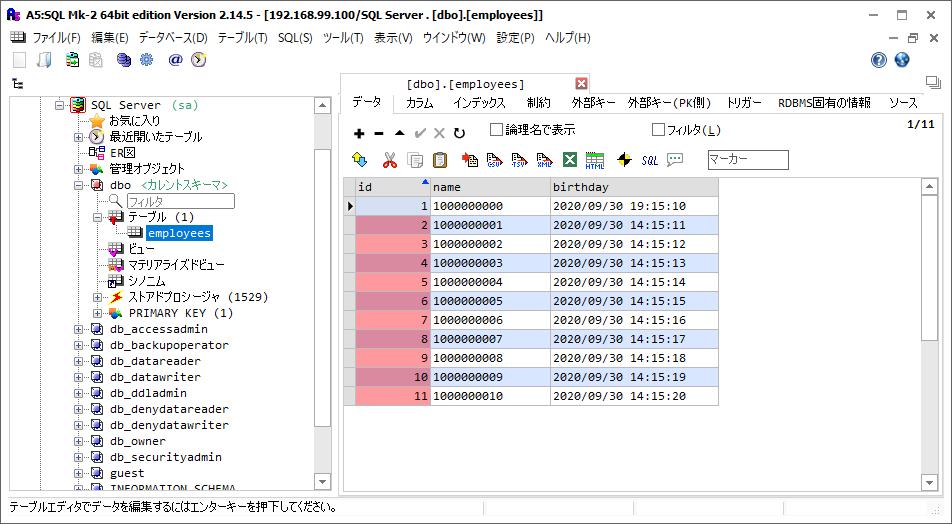 A5:SQL Mk-2 64bit edition Version 2.14.5 - [192.168.99.100/SQL Server . [dbo].[employees]]
ファイル(F) 編集(E) データベース(D) テーブル(T) SQL(S) ツール(T) 表示(V) ウインドウ(W) 設定(P) ヘルプ(H)
SQL Server (sa)
お気に入り
最近開いたテーブル
ER図
管理オブジェクト
dbo <カレントスキーマ>
フィルタ
テーブル (1)
employees
ビュー
マテリアライズドビュー
シノニム
ストアドプロシージャ (1529)
PRIMARY KEY (1)
db_accessadmin
db_backupoperator
db_datareader
db_datawriter
db_ddladmin
db_denydatareader
db_denydatawriter
db_owner
db_securityadmin
guest
INFORMATION_SCHEMA
[dbo].[employees]
データ カラム インデックス 制約 外部キー 外部キー(PK側) トリガー RDBMS固有の情報 ソース
論理名で表示 フィルタ(L) 1/11
CSV TSV XML HTML SQL マーカー
id name birthday
1 1000000000 2020/09/30 19:15:10
2 1000000001 2020/09/30 14:15:11
3 1000000002 2020/09/30 14:15:12
4 1000000003 2020/09/30 14:15:13
5 1000000004 2020/09/30 14:15:14
6 1000000005 2020/09/30 14:15:15
7 1000000006 2020/09/30 14:15:16
8 1000000007 2020/09/30 14:15:17
9 1000000008 2020/09/30 14:15:18
10 1000000009 2020/09/30 14:15:19
11 1000000010 2020/09/30 14:15:20
テーブルエディタでデータを編集するにはエンターキーを押下してください。